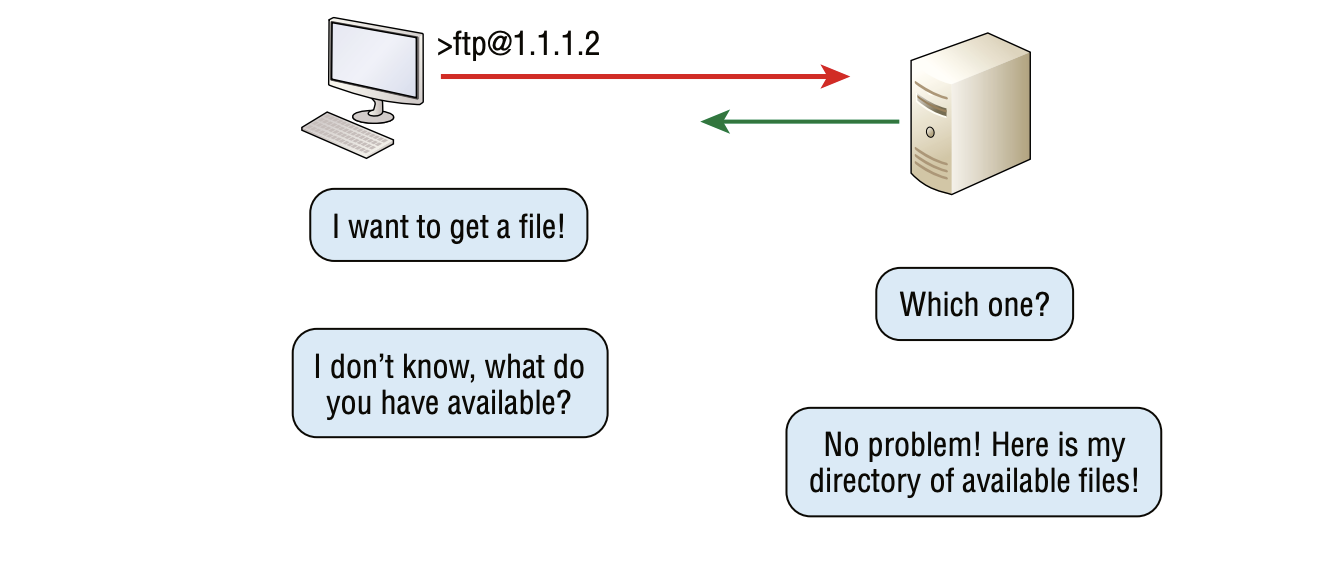 >ftp@1.1.1.2
I want to get a file!
Which one?
I don’t know, what do
you have available?
No problem! Here is my
directory of available files!